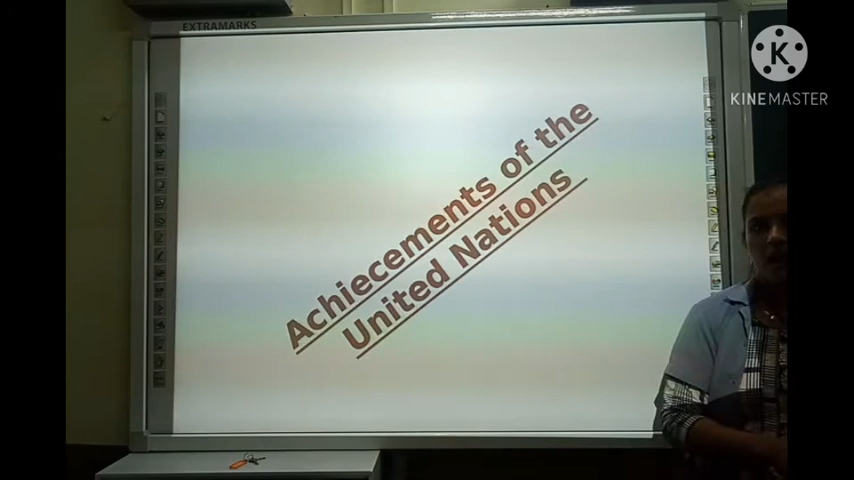 EXTRAMARKS
K
KINEMASTER
Achiecements of the
United Nations